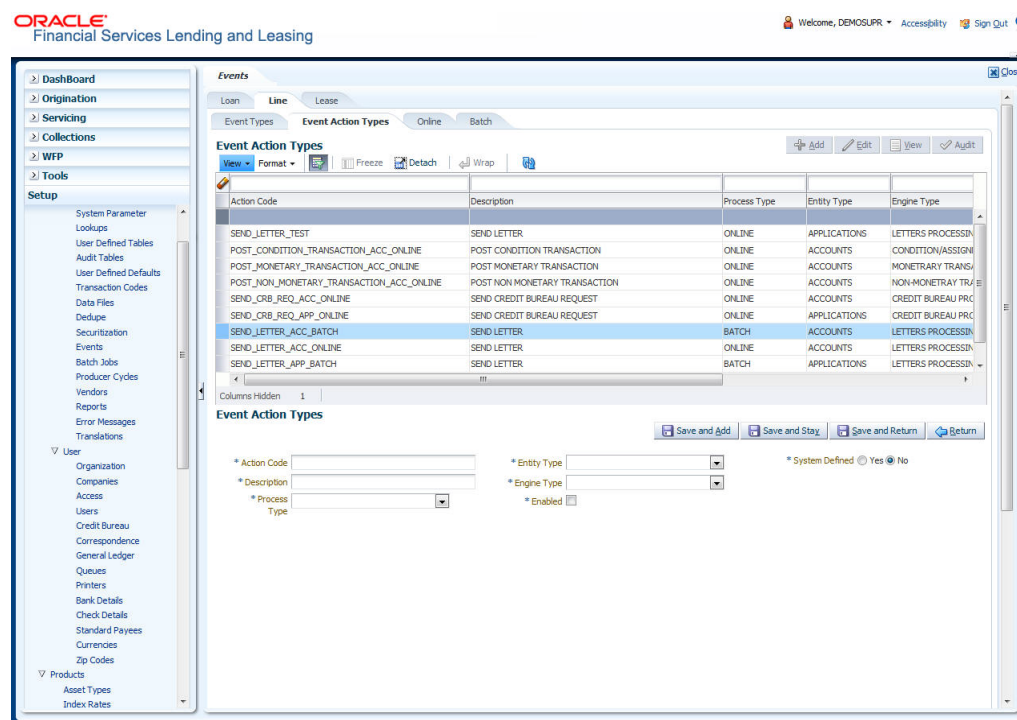 ORACLE
Financial Services Lending and Leasing
Welcome, DEMOSUPR Accessibility Sign Out
Close
DashBoard
Origination
Servicing
Collections
WFP
Tools
Setup
System Parameter
Lookups
User Defined Tables
Audit Tables
User Defined Defaults
Transaction Codes
Data Files
Dedupe
Securitization
Events
Batch Jobs
Producer Cycles
Vendors
Reports
Error Messages
Translations
User
Organization
Companies
Access
Users
Credit Bureau
Correspondence
General Ledger
Queues
Printers
Bank Details
Check Details
Standard Payees
Currencies
Zip Codes
Products
Asset Types
Index Rates
Events
Loan Line Lease
Event Types Event Action Types Online Batch
Event Action Types
Add Edit View Audit
View Format Freeze Detach Wrap
Action Code Description Process Type Entity Type Engine Type
SEND_LETTER_TEST SEND LETTER ONLINE APPLICATIONS LETTERS PROCESSIN
POST_CONDITION_TRANSACTION_ACC_ONLINE POST CONDITION TRANSACTION ONLINE ACCOUNTS CONDITION/ASSIGN
POST_MONETARY_TRANSACTION_ACC_ONLINE POST MONETARY TRANSACTION ONLINE ACCOUNTS MONETRARY TRANS
POST_NON_MONETARY_TRANSACTION_ACC_ONLINE POST NON MONETARY TRANSACTION ONLINE ACCOUNTS NON-MONETRAY TRA
SEND_CRB_REQ_ACC_ONLINE SEND CREDIT BUREAU REQUEST ONLINE ACCOUNTS CREDIT BUREAU PRO
SEND_CRB_REQ_APP_ONLINE SEND CREDIT BUREAU REQUEST ONLINE APPLICATIONS CREDIT BUREAU PRO
SEND_LETTER_ACC_BATCH SEND LETTER BATCH ACCOUNTS LETTERS PROCESSIN
SEND_LETTER_ACC_ONLINE SEND LETTER ONLINE ACCOUNTS LETTERS PROCESSIN
SEND_LETTER_APP_BATCH SEND LETTER BATCH APPLICATIONS LETTERS PROCESSIN
Columns Hidden 1
Event Action Types
Save and Add Save and Stay Save and Return Return
* Action Code * Entity Type * System Defined Yes No
* Description * Engine Type
* Process Type * Enabled